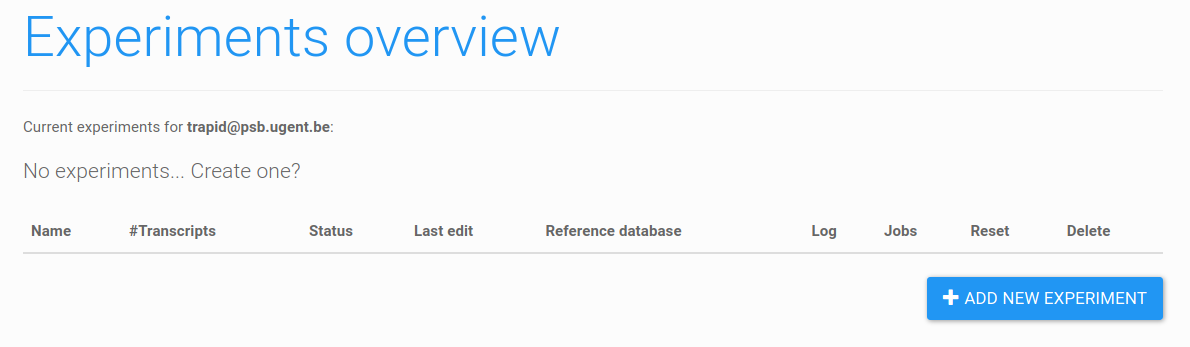 Experiments overview
Current experiments for trapid@psb.ugent.be:
No experiments... Create one?
Name #Transcripts Status Last edit Reference database Log Jobs Reset Delete
ADD NEW EXPERIMENT